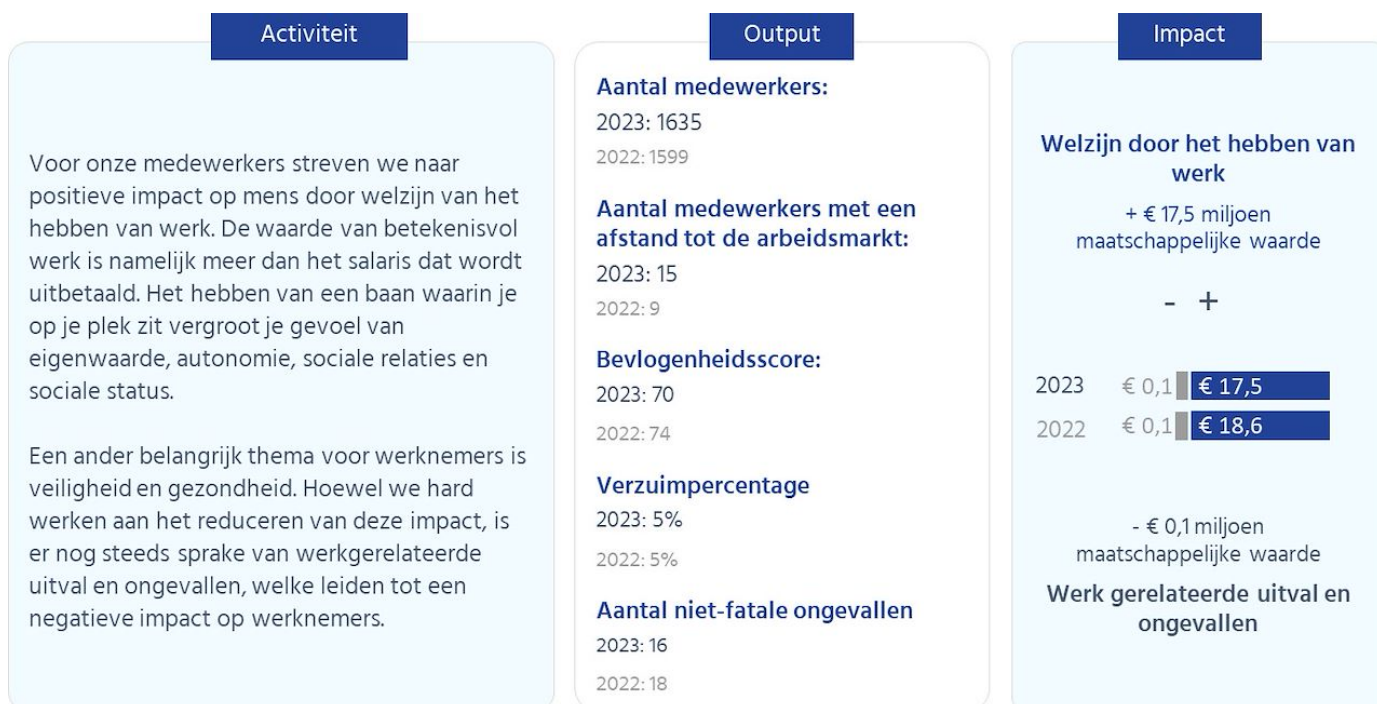 Activiteit
Voor onze medewerkers streven we naar
positieve impact op mens door welzijn van het
hebben van werk. De waarde van betekenisvol
werk is namelijk meer dan het salaris dat wordt
uitbetaald. Het hebben van een baan waarin je
op je plek zit vergroot je gevoel van
eigenwaarde, autonomie, sociale relaties en
sociale status.
Een ander belangrijk thema voor werknemers is
veiligheid en gezondheid. Hoewel we hard
werken aan het reduceren van deze impact, is
er nog steeds sprake van werkgerelateerde
uitval en ongevallen, welke leiden tot een
negatieve impact op werknemers.
Output
Aantal medewerkers:
2023: 1635
2022: 1599
Aantal medewerkers met een
afstand tot de arbeidsmarkt:
2023: 15
2022: 9
Bevlogenheidsscore:
2023: 70
2022: 74
Verzuimpercentage
2023: 5%
2022: 5%
Aantal niet-fatale ongevallen
2023: 16
2022: 18
Impact
Welzijn door het hebben van
werk
+ € 17,5 miljoen
maatschappelijke waarde
- +
2023 € 0,1 € 17,5
2022 € 0,1 € 18,6
- € 0,1 miljoen
maatschappelijke waarde
Werk gerelateerde uitval en
ongevallen